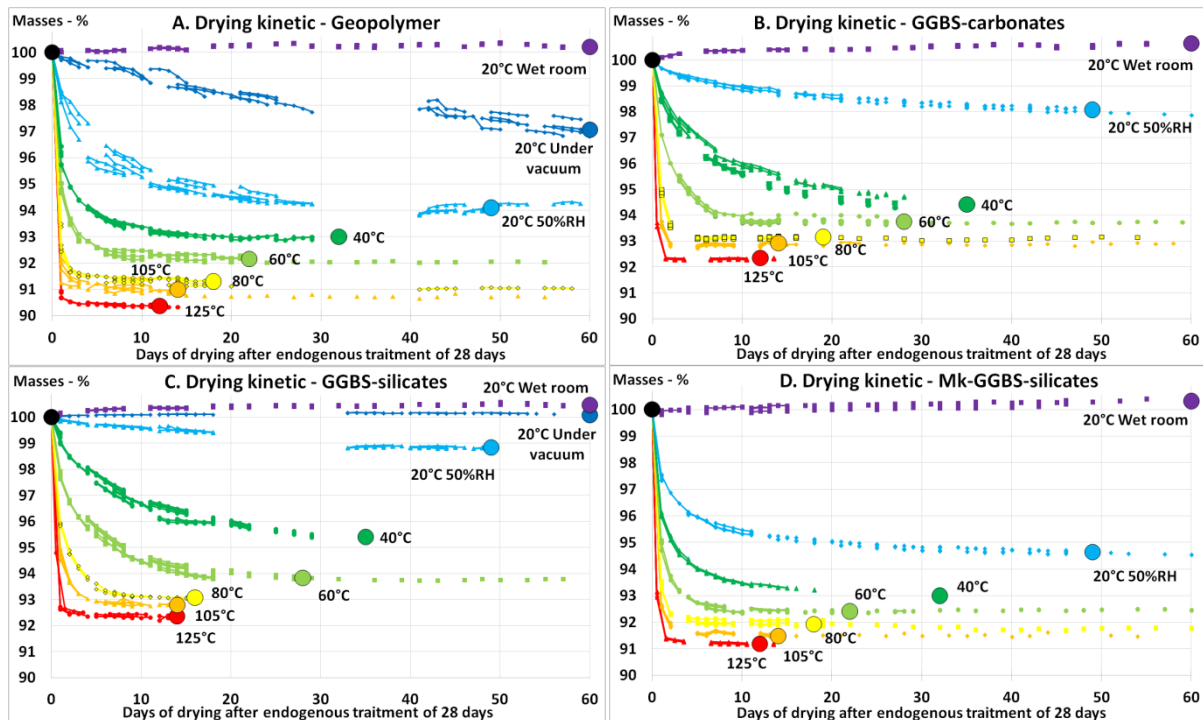 Masses - %
A. Drying kinetic - Geopolymer
100
99
98
97
96
95
94
93
92
91
90
20°C Wet room
20°C Under
vacuum
20°C 50%RH
40°C
60°C
105°C
80°C
125°C
0 10 20 30 40 50 60
Days of drying after endogenous traitment of 28 days
Masses - %
B. Drying kinetic - GGBS-carbonates
100
99
98
97
96
95
94
93
92
91
90
20°C Wet room
20°C 50%RH
40°C
60°C
80°C
105°C
125°C
0 10 20 30 40 50 60
Days of drying after endogenous traitment of 28 days
Masses - %
C. Drying kinetic - GGBS-silicates
100
99
98
97
96
95
94
93
92
91
90
20°C Wet room
20°C Under
vacuum
20°C 50%RH
40°C
60°C
80°C
105°C
125°C
0 10 20 30 40 50 60
Days of drying after endogenous traitment of 28 days
Masses - %
D. Drying kinetic - Mk-GGBS-silicates
100
99
98
97
96
95
94
93
92
91
90
20°C Wet room
20°C 50%RH
40°C
60°C
80°C
105°C
125°C
0 10 20 30 40 50 60
Days of drying after endogenous traitment of 28 days